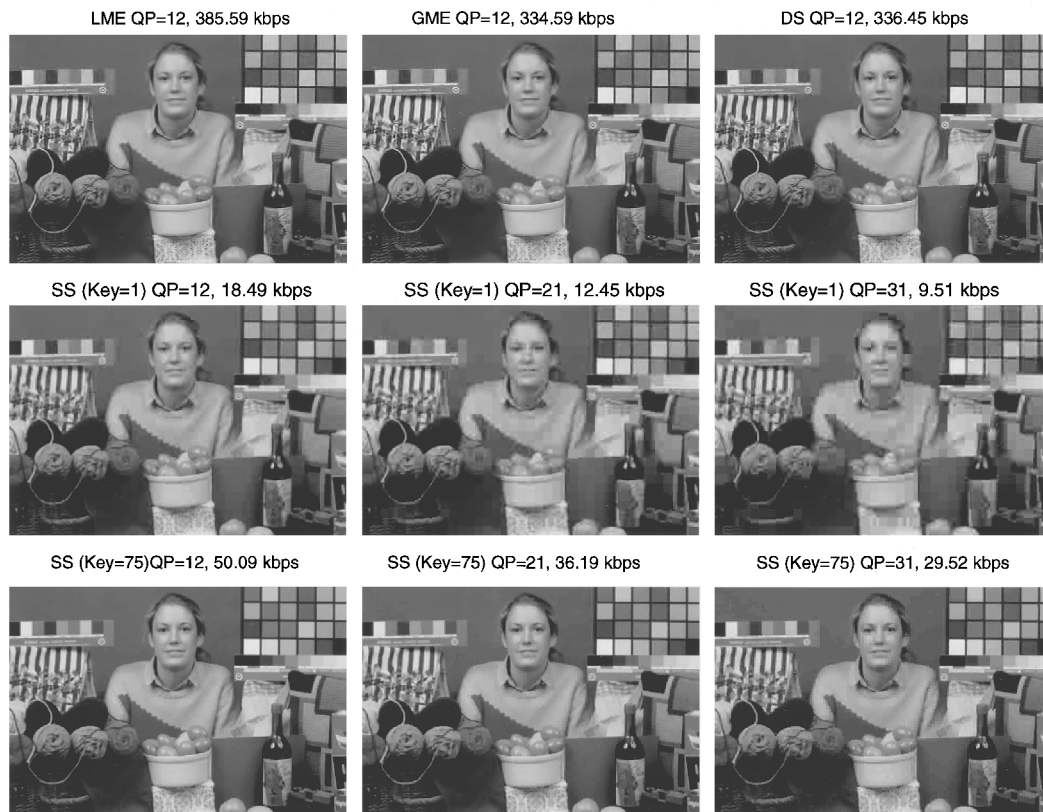 LME QP=12, 385.59 kbps
GME QP=12, 334.59 kbps
DS QP=12, 336.45 kbps
SS (Key=1) QP=12, 18.49 kbps
SS (Key=1) QP=21, 12.45 kbps
SS (Key=1) QP=31, 9.51 kbps
SS (Key=75)QP=12, 50.09 kbps
SS (Key=75) QP=21, 36.19 kbps
SS (Key=75) QP=31, 29.52 kbps